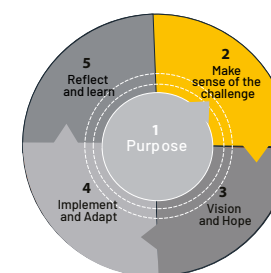 1
Purpose
2
Make
sense of the
challenge
3
Vision
and Hope
4
Implement
and Adapt
5
Reflect
and learn